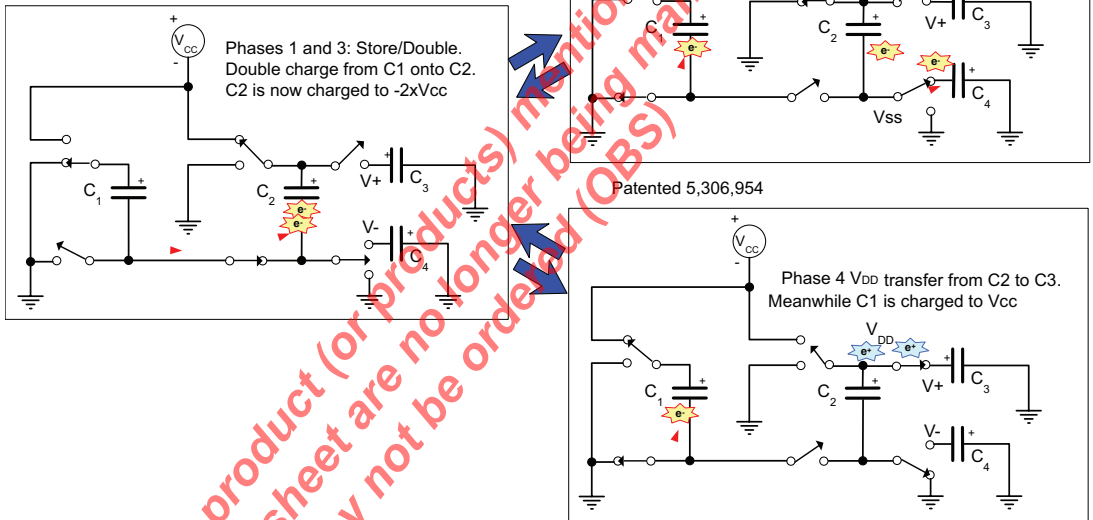 +
VCC
-
Phases 1 and 3: Store/Double.
Double charge from C1 onto C2.
C2 is now charged to -2xVcc
C1
+
C2
+
e-
e-
V+
+
C3
V-
+
C4
C1
e-
C2
e-
e-
V+
C3
+
C4
Vss
Patented 5,306,954
+
VCC
-
Phase 4 VDD transfer from C2 to C3.
Meanwhile C1 is charged to Vcc
VDD
e+
e+
C1
+
e-
C2
+
V+
+
C3
V-
+
C4
product (or products) mention
sheet are no longer being man
y not be ordered (OBS)